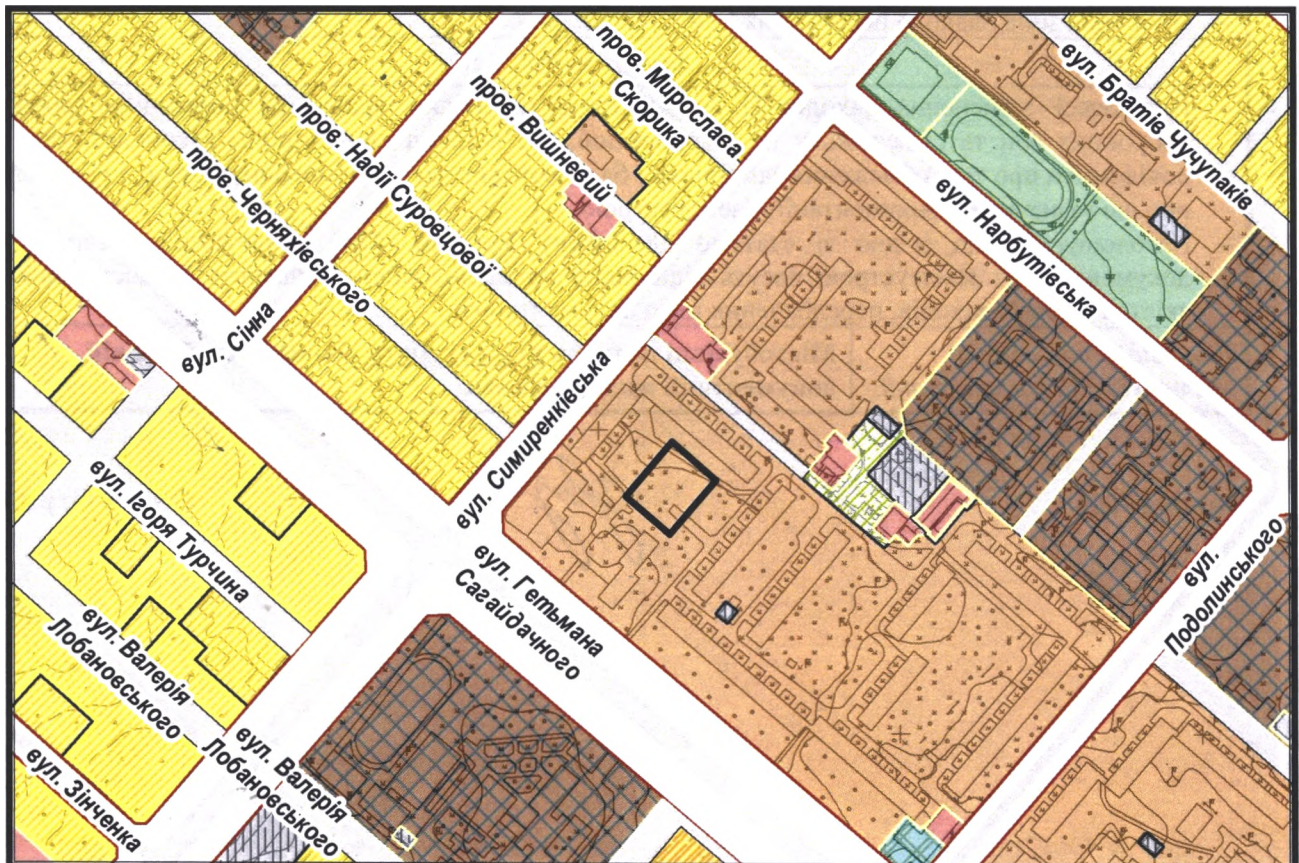 пров. Мирослава
Скорика
вул. Братів Чучупаків
пров. Вишневий
пров. Надії Суровцової
пров. Черняхівського
вул. Нарбутівська
вул. Сінна
вул. Симиренківська
вул. Ігоря Турчина
вул. Гетьмана
Сагайдачного
вул.
Подолинського
вул. Валерія
Лобановського
вул. Валерія
Лобановського
вул. Зінченка